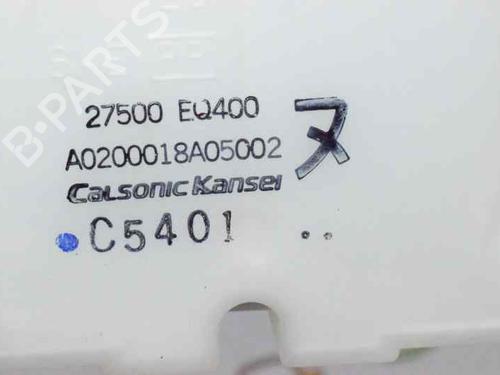 B-PARTS
27500 EQ400
ヌ
A0200018A05002
CALSONIC KANSEI
C5401 ..